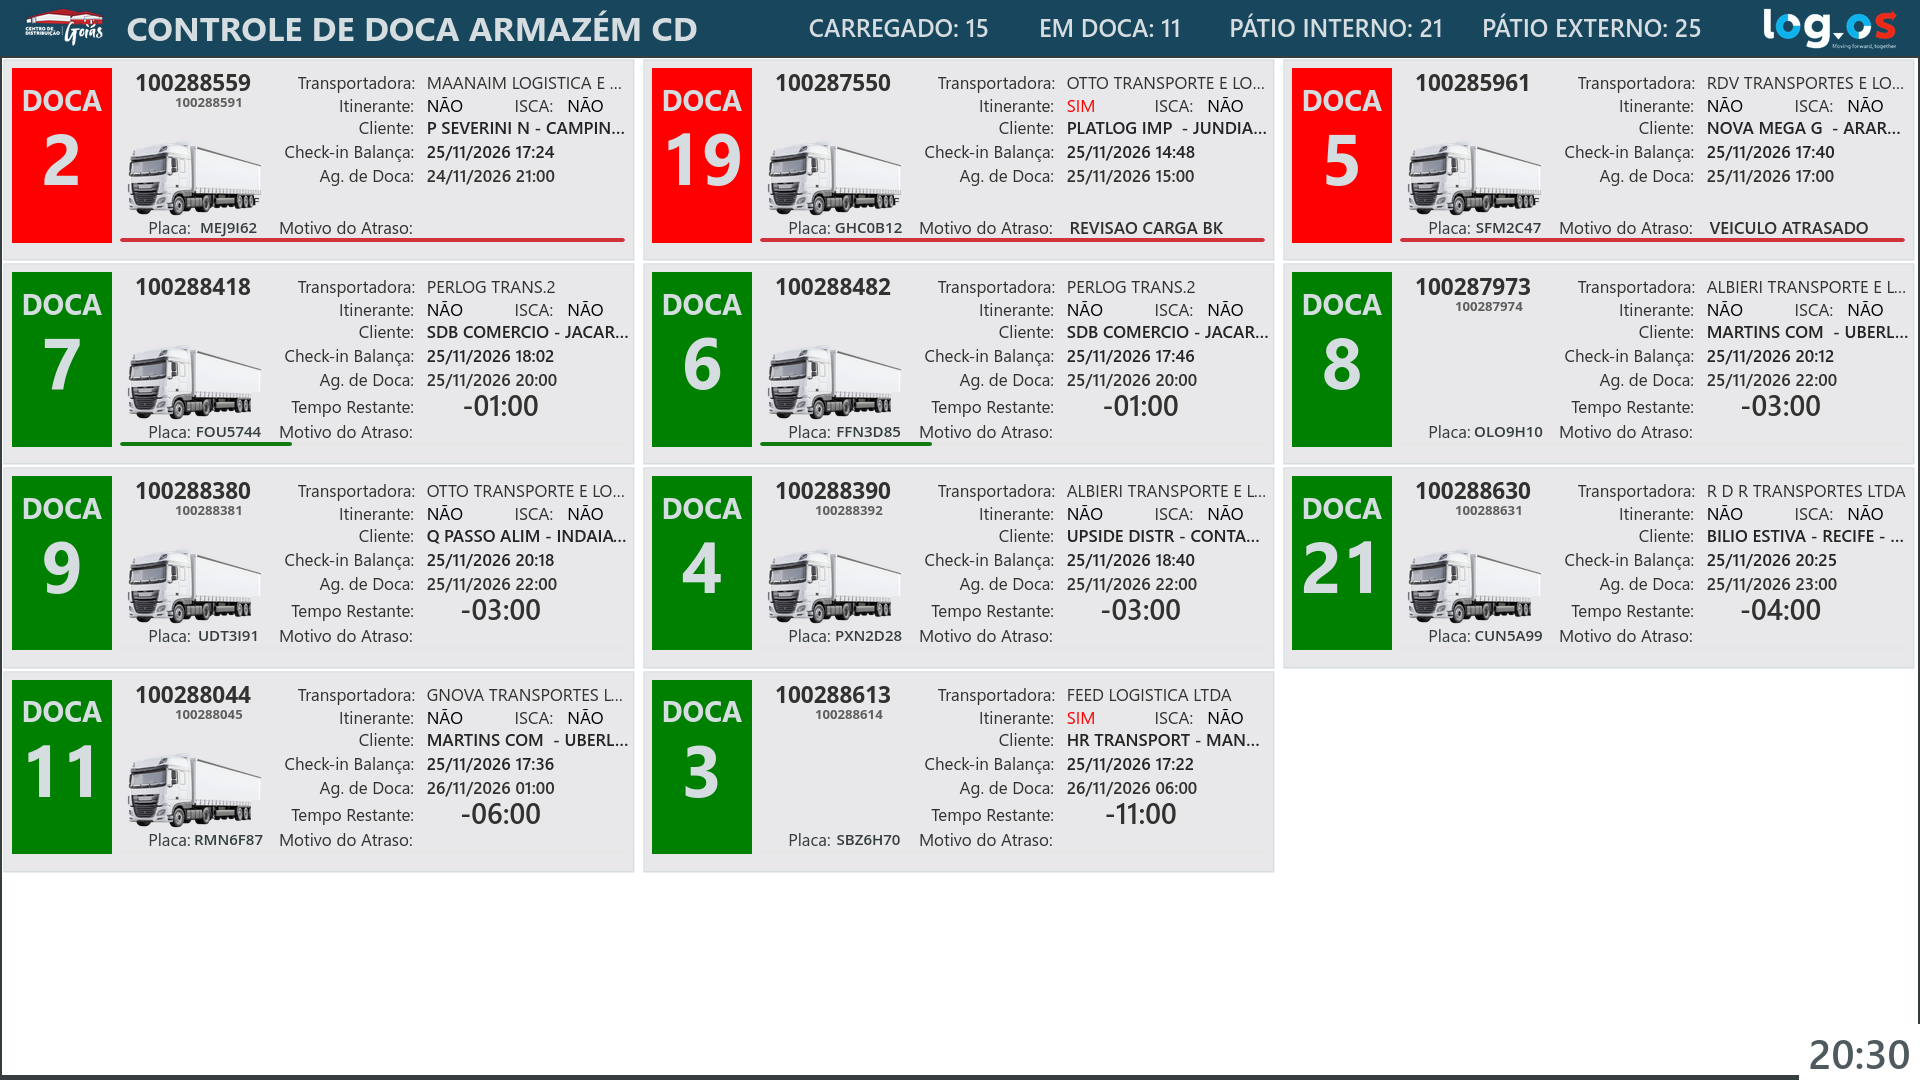 CENTRO DE DISTRIBUIÇÃO Goiás
CONTROLE DE DOCA ARMAZÉM CD
CARREGADO: 15
EM DOCA: 11
PÁTIO INTERNO: 21
PÁTIO EXTERNO: 25
log.os
Moving forward, together
DOCA
2
100288559
100288591
Transportadora: MAANAIM LOGISTICA E ...
Itinerante: NÃO ISCA: NÃO
Cliente: P SEVERINI N - CAMPIN...
Check-in Balança: 25/11/2026 17:24
Ag. de Doca: 24/11/2026 21:00
Placa: MEJ9I62 Motivo do Atraso:
DOCA
19
100287550
Transportadora: OTTO TRANSPORTE E LO...
Itinerante: SIM ISCA: NÃO
Cliente: PLATLOG IMP - JUNDIA...
Check-in Balança: 25/11/2026 14:48
Ag. de Doca: 25/11/2026 15:00
Placa: GHC0B12 Motivo do Atraso: REVISAO CARGA BK
DOCA
5
100285961
Transportadora: RDV TRANSPORTES E LO...
Itinerante: NÃO ISCA: NÃO
Cliente: NOVA MEGA G - ARAR...
Check-in Balança: 25/11/2026 17:40
Ag. de Doca: 25/11/2026 17:00
Placa: SFM2C47 Motivo do Atraso: VEICULO ATRASADO
DOCA
7
100288418
Transportadora: PERLOG TRANS.2
Itinerante: NÃO ISCA: NÃO
Cliente: SDB COMERCIO - JACAR...
Check-in Balança: 25/11/2026 18:02
Ag. de Doca: 25/11/2026 20:00
Tempo Restante: -01:00
Placa: FOU5744 Motivo do Atraso:
DOCA
6
100288482
Transportadora: PERLOG TRANS.2
Itinerante: NÃO ISCA: NÃO
Cliente: SDB COMERCIO - JACAR...
Check-in Balança: 25/11/2026 17:46
Ag. de Doca: 25/11/2026 20:00
Tempo Restante: -01:00
Placa: FFN3D85 Motivo do Atraso:
DOCA
8
100287973
100287974
Transportadora: ALBIERI TRANSPORTE E L...
Itinerante: NÃO ISCA: NÃO
Cliente: MARTINS COM - UBERL...
Check-in Balança: 25/11/2026 20:12
Ag. de Doca: 25/11/2026 22:00
Tempo Restante: -03:00
Placa: OLO9H10 Motivo do Atraso:
DOCA
9
100288380
100288381
Transportadora: OTTO TRANSPORTE E LO...
Itinerante: NÃO ISCA: NÃO
Cliente: Q PASSO ALIM - INDAIA...
Check-in Balança: 25/11/2026 20:18
Ag. de Doca: 25/11/2026 22:00
Tempo Restante: -03:00
Placa: UDT3I91 Motivo do Atraso:
DOCA
4
100288390
100288392
Transportadora: ALBIERI TRANSPORTE E L...
Itinerante: NÃO ISCA: NÃO
Cliente: UPSIDE DISTR - CONTA...
Check-in Balança: 25/11/2026 18:40
Ag. de Doca: 25/11/2026 22:00
Tempo Restante: -03:00
Placa: PXN2D28 Motivo do Atraso:
DOCA
21
100288630
100288631
Transportadora: R D R TRANSPORTES LTDA
Itinerante: NÃO ISCA: NÃO
Cliente: BILIO ESTIVA - RECIFE - ...
Check-in Balança: 25/11/2026 20:25
Ag. de Doca: 25/11/2026 23:00
Tempo Restante: -04:00
Placa: CUN5A99 Motivo do Atraso:
DOCA
11
100288044
100288045
Transportadora: GNOVA TRANSPORTES L...
Itinerante: NÃO ISCA: NÃO
Cliente: MARTINS COM - UBERL...
Check-in Balança: 25/11/2026 17:36
Ag. de Doca: 26/11/2026 01:00
Tempo Restante: -06:00
Placa: RMN6F87 Motivo do Atraso:
DOCA
3
100288613
100288614
Transportadora: FEED LOGISTICA LTDA
Itinerante: SIM ISCA: NÃO
Cliente: HR TRANSPORT - MAN...
Check-in Balança: 25/11/2026 17:22
Ag. de Doca: 26/11/2026 06:00
Tempo Restante: -11:00
Placa: SBZ6H70 Motivo do Atraso:
20:30